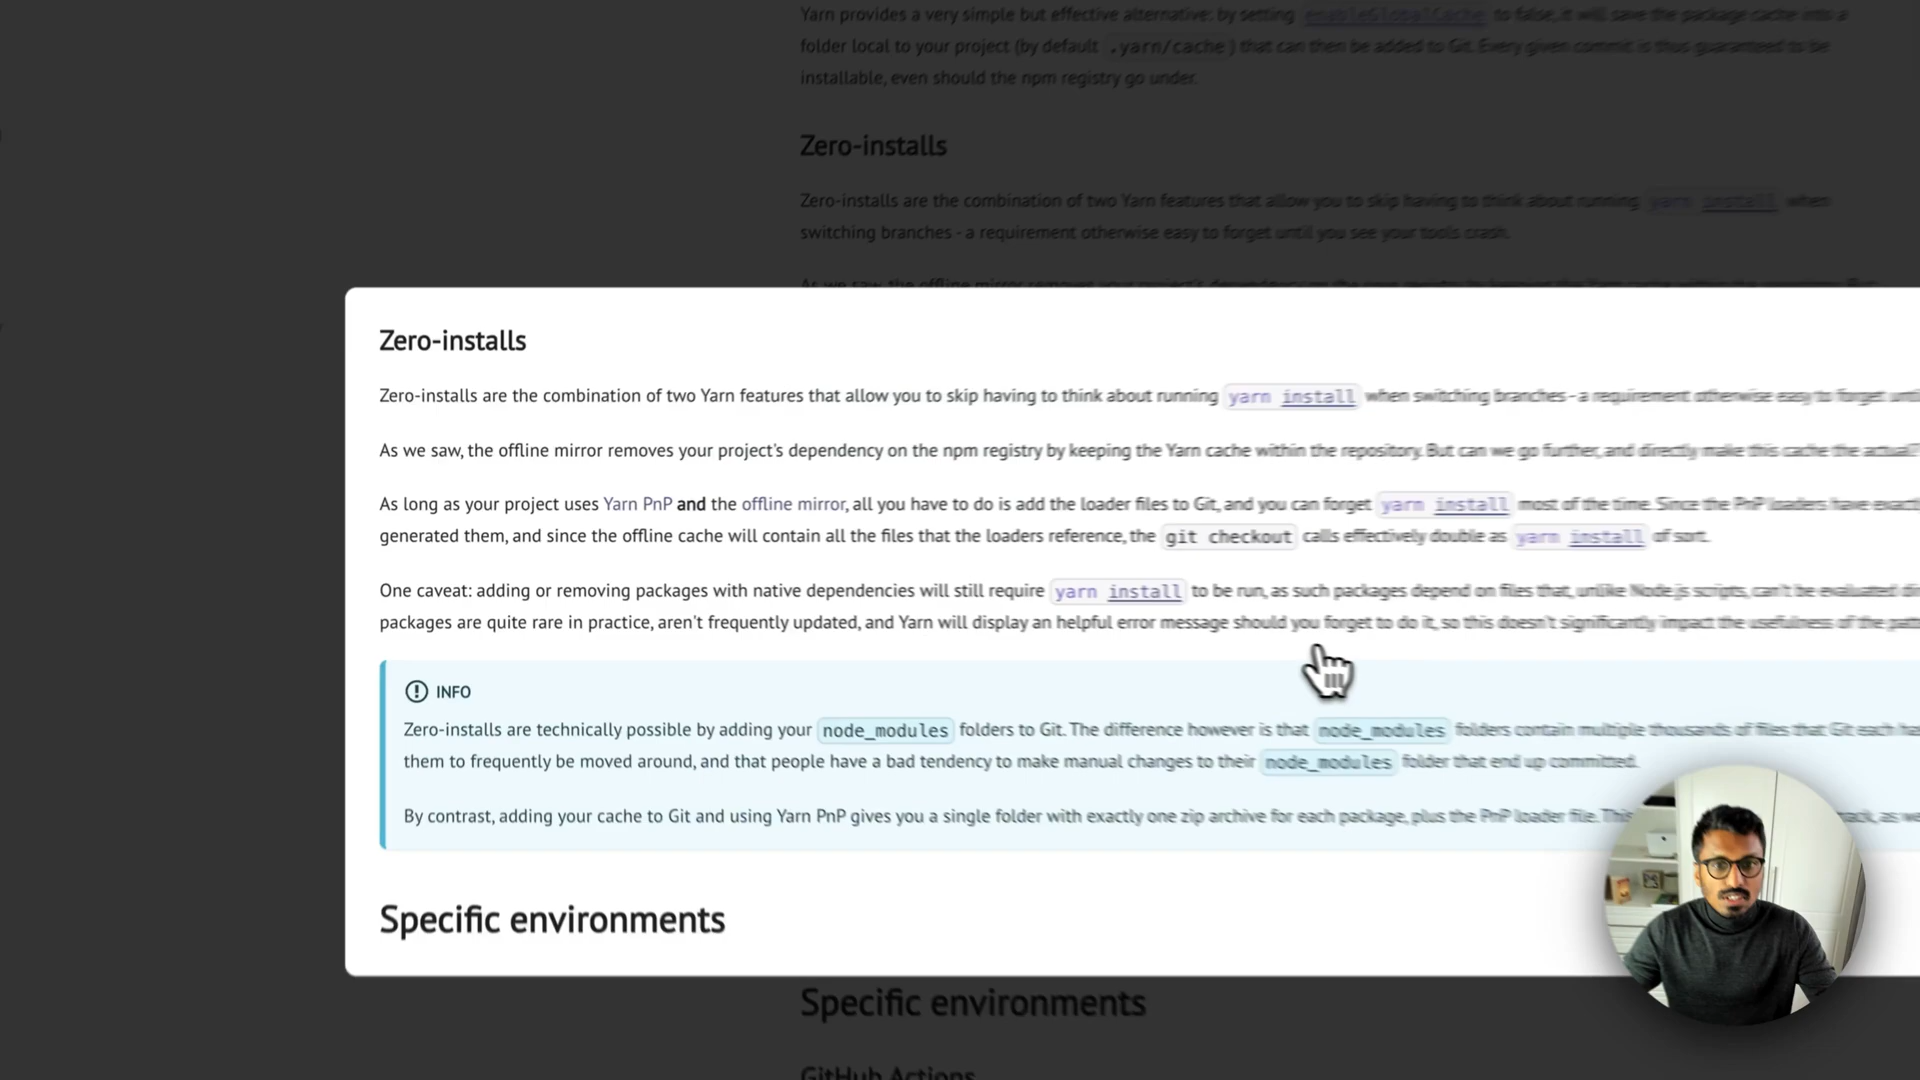 Yarn provides a very simple but effective alternative: by setting enableGlobalCache to false, it will save the package cache into a
folder local to your project (by default .yarn/cache) that can then be added to Git. Every given commit is thus guaranteed to be
installable, even should the npm registry go under.
Zero-installs
Zero-installs are the combination of two Yarn features that allow you to skip having to think about running yarn install when
switching branches - a requirement otherwise easy to forget until you see your tools crash.
Zero-installs
Zero-installs are the combination of two Yarn features that allow you to skip having to think about running yarn install when switching branches - a requirement otherwise easy to forget
As we saw, the offline mirror removes your project's dependency on the npm registry by keeping the Yarn cache within the repository. But can we go further, and directly make this cache the actual?
As long as your project uses Yarn PnP and the offline mirror, all you have to do is add the loader files to Git, and you can forget yarn install most of the time. Since the PnP loaders have
generated them, and since the offline cache will contain all the files that the loaders reference, the git checkout calls effectively double as yarn install of sort.
One caveat: adding or removing packages with native dependencies will still require yarn install to be run, as such packages depend on files that, unlike Node.js scripts, can't be evaluated
packages are quite rare in practice, aren't frequently updated, and Yarn will display an helpful error message should you forget to do it, so this doesn't significantly impact the usefulness of the
INFO
Zero-installs are technically possible by adding your node_modules folders to Git. The difference however is that node_modules folders contain multiple thousands of files that Git each
them to frequently be moved around, and that people have a bad tendency to make manual changes to their node_modules folder that end up committed.
By contrast, adding your cache to Git and using Yarn PnP gives you a single folder with exactly one zip archive for each package, plus the PnP loader file. This
Specific environments
Specific environments
GitHub Actions